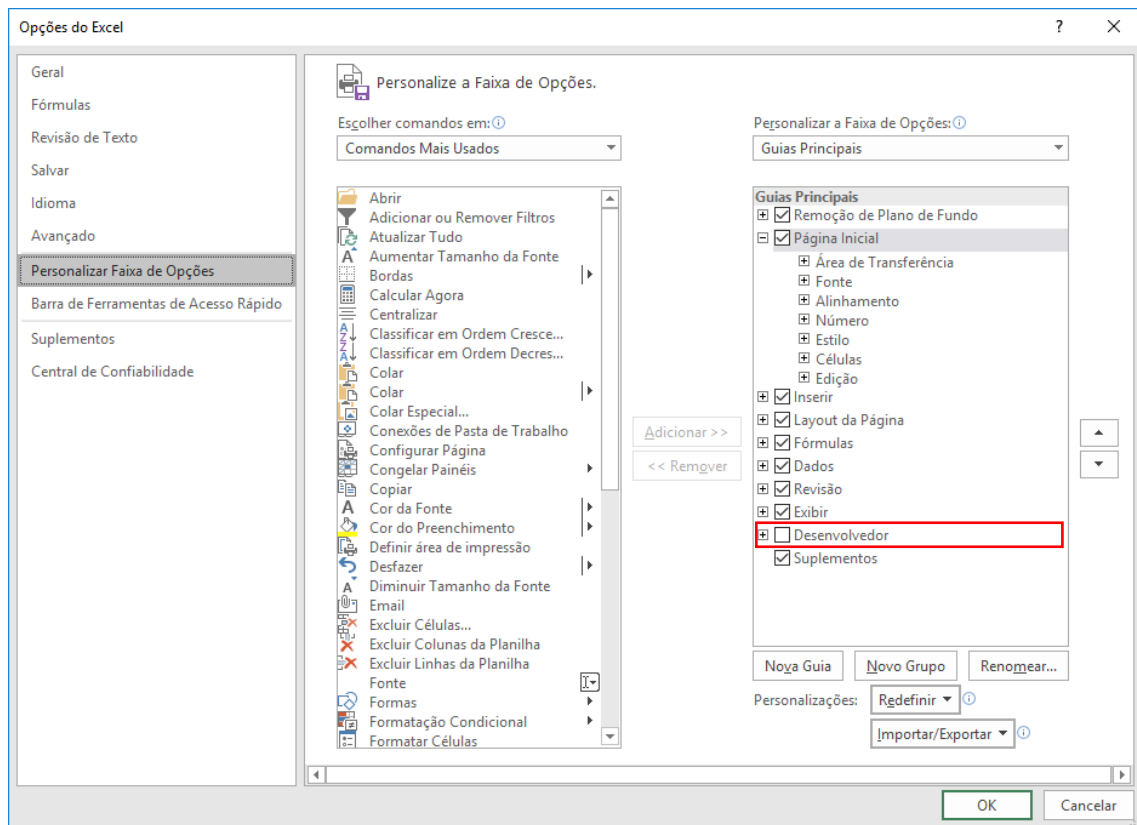 Opções do Excel
?
Geral
Fórmulas
Revisão de Texto
Salvar
Idioma
Avançado
Personalizar Faixa de Opções
Barra de Ferramentas de Acesso Rápido
Suplementos
Central de Confiabilidade
Personalize a Faixa de Opções.
Escolher comandos em:
Comandos Mais Usados
Abrir
Adicionar ou Remover Filtros
Atualizar Tudo
Aumentar Tamanho da Fonte
Bordas
Calcular Agora
Centralizar
Classificar em Ordem Cresce...
Classificar em Ordem Decres...
Colar
Colar
Colar Especial...
Conexões de Pasta de Trabalho
Configurar Página
Congelar Painéis
Copiar
Cor da Fonte
Cor do Preenchimento
Definir área de impressão
Desfazer
Diminuir Tamanho da Fonte
Email
Excluir Células...
Excluir Colunas da Planilha
Excluir Linhas da Planilha
Fonte
Formas
Formatação Condicional
Formatar Células
Adicionar >>
<< Remover
Personalizar a Faixa de Opções:
Guias Principais
Guias Principais
Remoção de Plano de Fundo
Página Inicial
Área de Transferência
Fonte
Alinhamento
Número
Estilo
Células
Edição
Inserir
Layout da Página
Fórmulas
Dados
Revisão
Exibir
Desenvolvedor
Suplementos
Nova Guia
Novo Grupo
Renomear...
Personalizações:
Redefinir
Importar/Exportar
OK
Cancelar